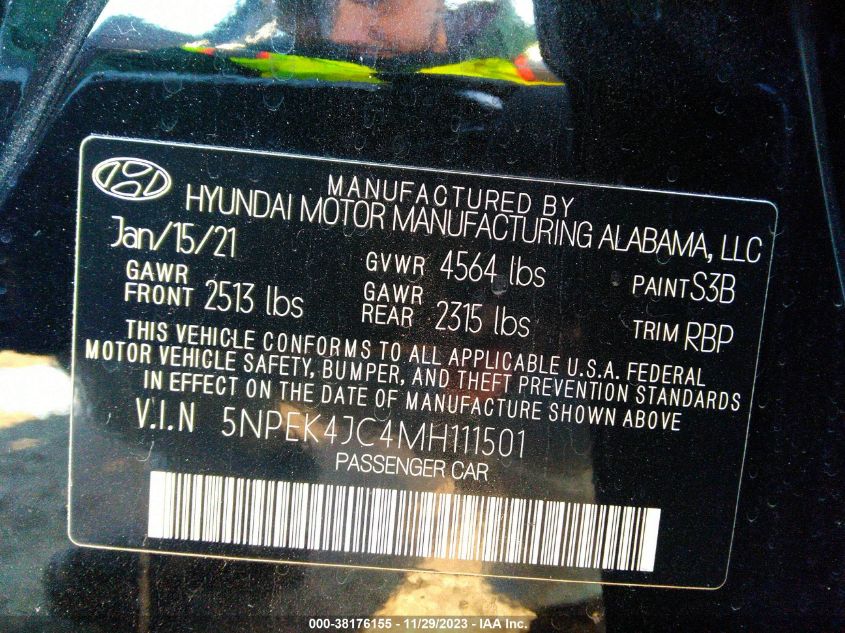 MANUFACTURED BY
HYUNDAI MOTOR MANUFACTURING ALABAMA, LLC
Jan/15/21 GVWR 4564 lbs PAINT S3B
GAWR FRONT 2513 lbs GAWR REAR 2315 lbs TRIM RBP
THIS VEHICLE CONFORMS TO ALL APPLICABLE U.S.A. FEDERAL
MOTOR VEHICLE SAFETY, BUMPER, AND THEFT PREVENTION STANDARDS
IN EFFECT ON THE DATE OF MANUFACTURE SHOWN ABOVE
V.I.N 5NPEK4JC4MH111501
PASSENGER CAR
000-38176155 - 11/29/2023 - IAA Inc.